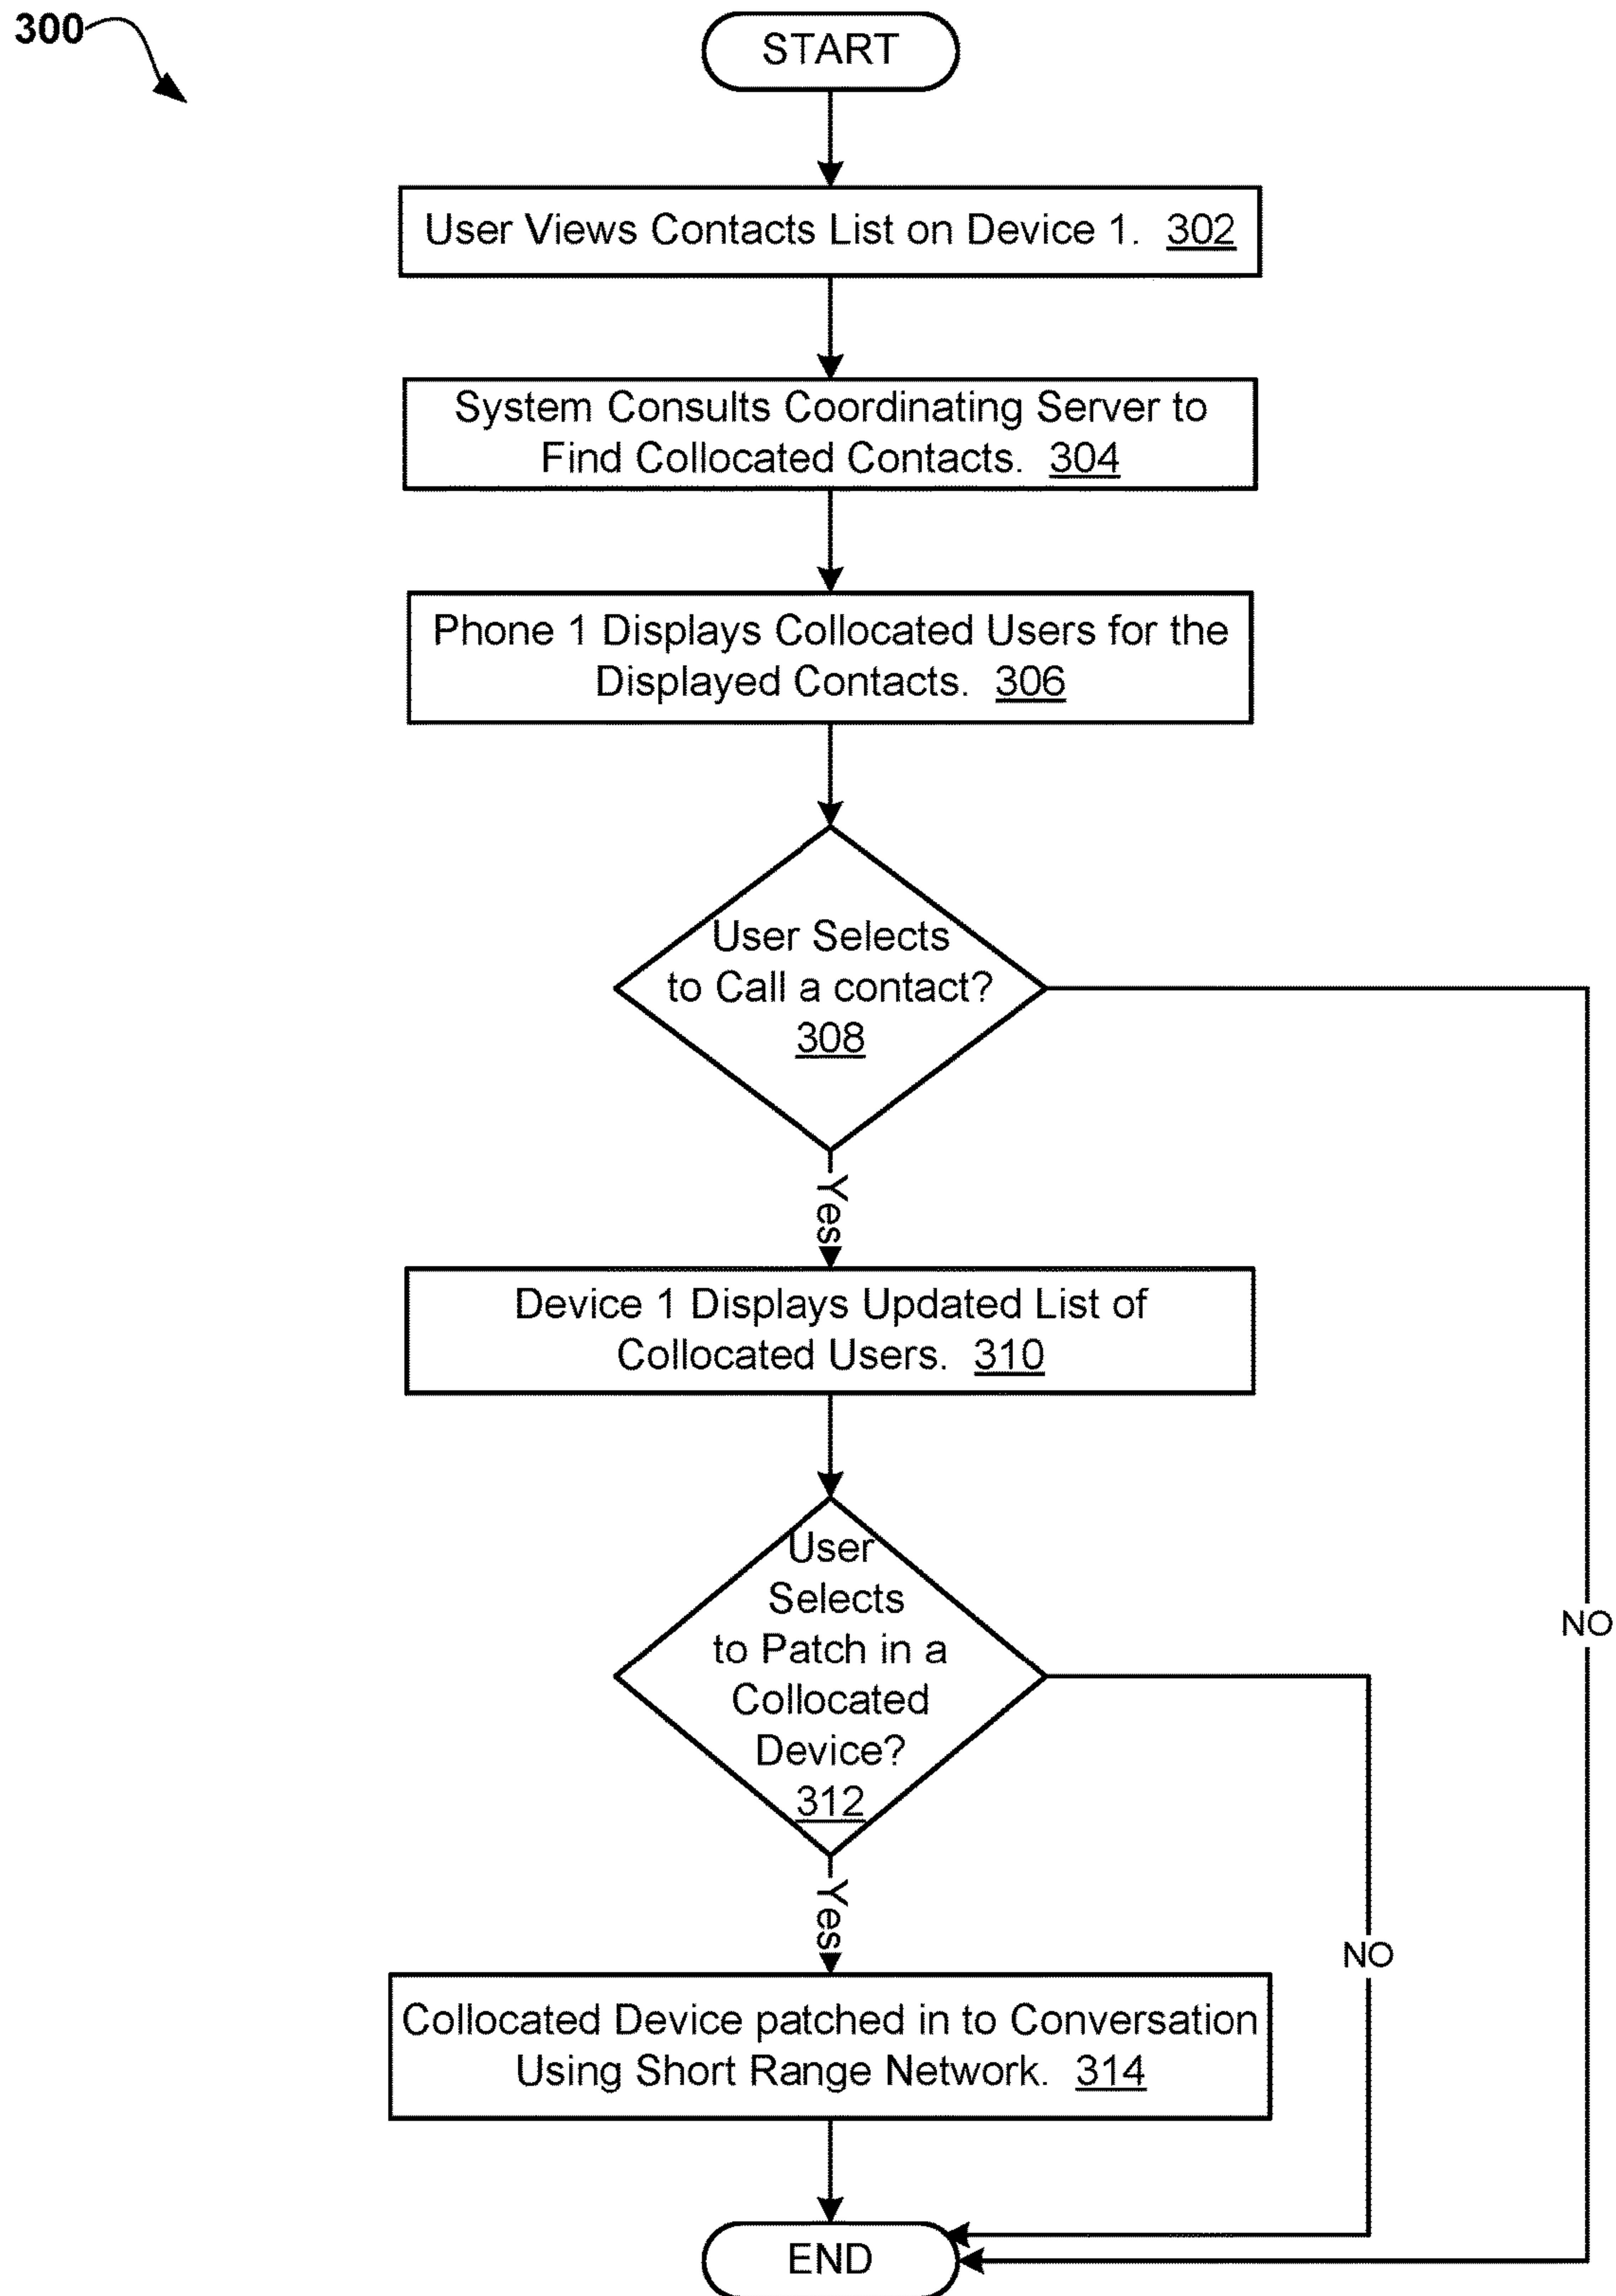 300
START
User Views Contacts List on Device 1. 302
System Consults Coordinating Server to
Find Collocated Contacts. 304
Phone 1 Displays Collocated Users for the
Displayed Contacts. 306
User Selects
to Call a contact?
308
Yes
Device 1 Displays Updated List of
Collocated Users. 310
User
Selects
to Patch in a
Collocated
Device?
312
NO
Yes
NO
Collocated Device patched in to Conversation
Using Short Range Network. 314
END